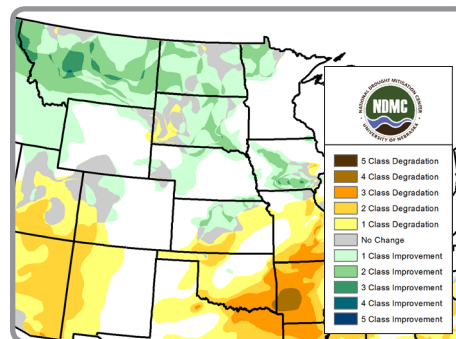 NATIONAL DROUGHT MITIGATION CENTER
NDMC
UNIVERSITY OF NEBRASKA
5 Class Degradation
4 Class Degradation
3 Class Degradation
2 Class Degradation
1 Class Degradation
No Change
1 Class Improvement
2 Class Improvement
3 Class Improvement
4 Class Improvement
5 Class Improvement